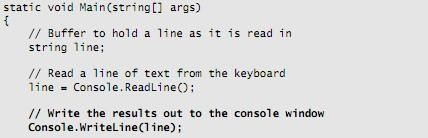 static void Main(string[] args)
{
// Buffer to hold a line as it is read in
string line;
// Read a line of text from the keyboard
line = Console.ReadLine();
// Write the results out to the console window
Console.WriteLine(line);